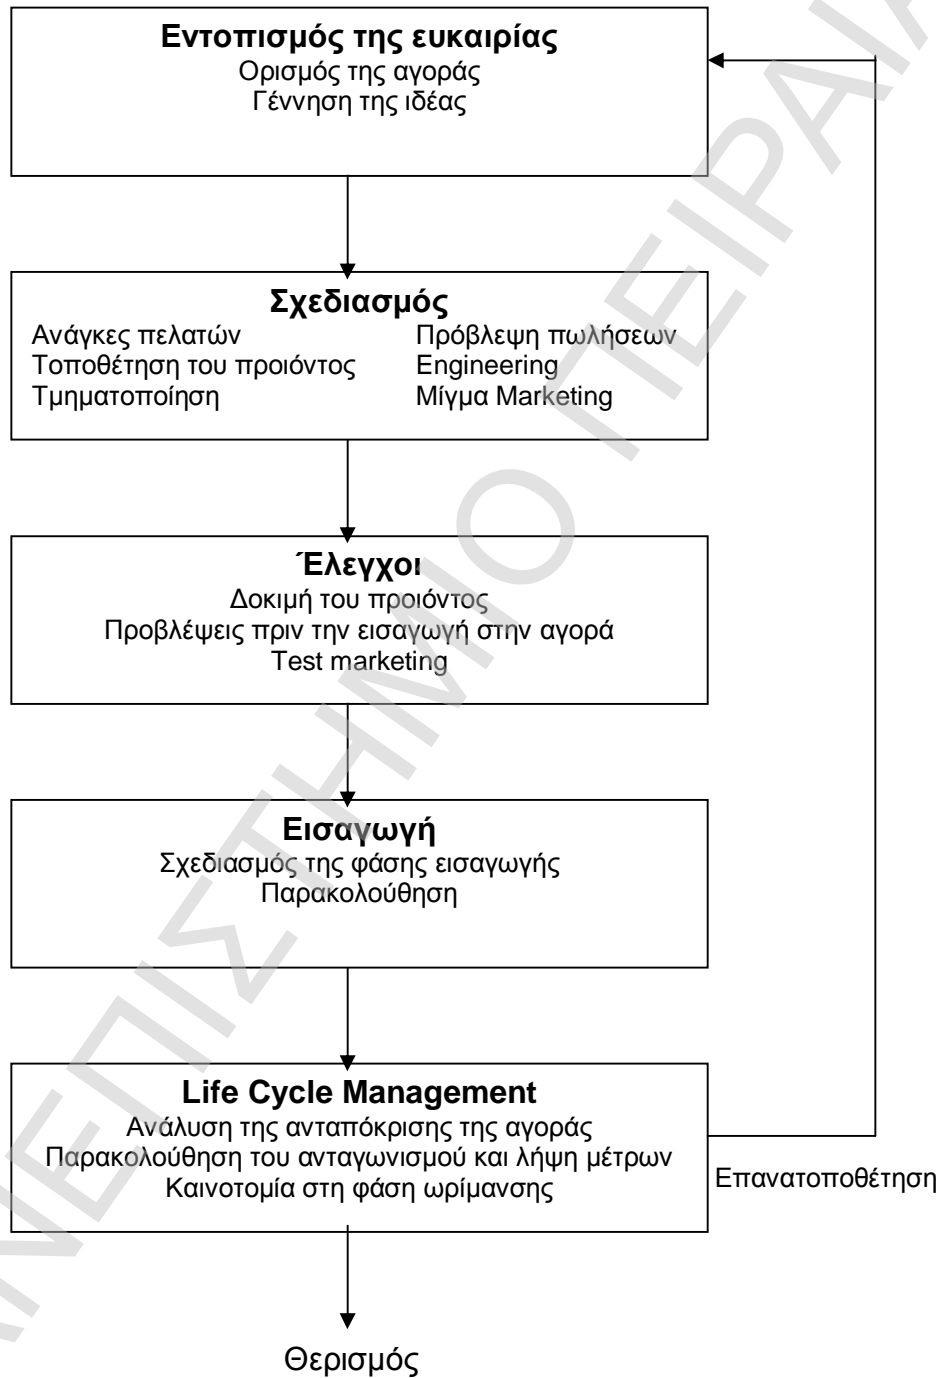 Εντοπισμός της ευκαιρίας
Ορισμός της αγοράς
Γέννηση της ιδέας
Σχεδιασμός
Ανάγκες πελατών
Τοποθέτηση του προιόντος
Τμηματοποίηση
Πρόβλεψη πωλήσεων
Engineering
Μίγμα Marketing
Έλεγχοι
Δοκιμή του προιόντος
Προβλέψεις πριν την εισαγωγή στην αγορά
Test marketing
Εισαγωγή
Σχεδιασμός της φάσης εισαγωγής
Παρακολούθηση
Life Cycle Management
Ανάλυση της ανταπόκρισης της αγοράς
Παρακολούθηση του ανταγωνισμού και λήψη μέτρων
Καινοτομία στη φάση ωρίμανσης
Επανατοποθέτηση
Θερισμός
ΑΝΕΠΙΣΤΗΜΙΟ ΠΕΙΡΑΙΑ